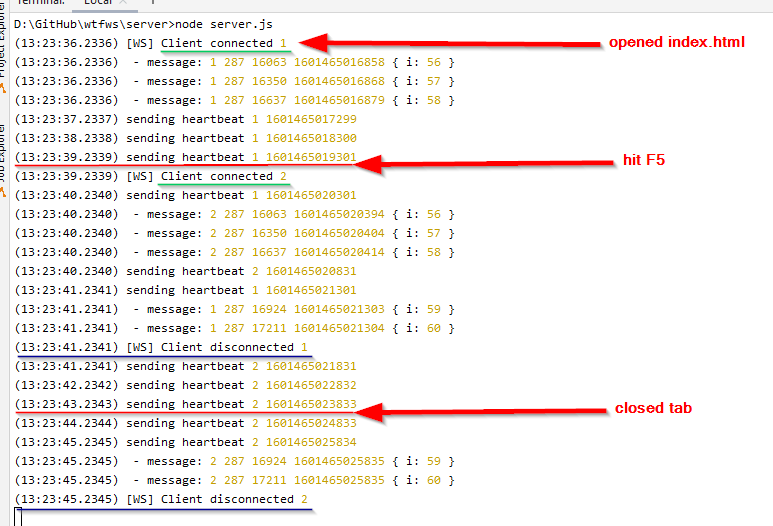 Terminal: Local
Project Explorer
D:\GitHub\wtfws\server>node server.js
(13:23:36.2336) [WS] Client connected 1
opened index.html
(13:23:36.2336)  - message: 1 287 16063 1601465016858 { i: 56 }
(13:23:36.2336)  - message: 1 287 16350 1601465016868 { i: 57 }
(13:23:36.2336)  - message: 1 287 16637 1601465016879 { i: 58 }
(13:23:37.2337) sending heartbeat 1 1601465017299
(13:23:38.2338) sending heartbeat 1 1601465018300
(13:23:39.2339) sending heartbeat 1 1601465019301
hit F5
(13:23:39.2339) [WS] Client connected 2
Job Explorer
(13:23:40.2340) sending heartbeat 1 1601465020301
(13:23:40.2340)  - message: 2 287 16063 1601465020394 { i: 56 }
(13:23:40.2340)  - message: 2 287 16350 1601465020404 { i: 57 }
(13:23:40.2340)  - message: 2 287 16637 1601465020414 { i: 58 }
(13:23:40.2340) sending heartbeat 2 1601465020831
(13:23:41.2341) sending heartbeat 1 1601465021301
(13:23:41.2341)  - message: 1 287 16924 1601465021303 { i: 59 }
(13:23:41.2341)  - message: 1 287 17211 1601465021304 { i: 60 }
(13:23:41.2341) [WS] Client disconnected 1
(13:23:41.2341) sending heartbeat 2 1601465021831
(13:23:42.2342) sending heartbeat 2 1601465022832
(13:23:43.2343) sending heartbeat 2 1601465023833
closed tab
(13:23:44.2344) sending heartbeat 2 1601465024833
(13:23:45.2345) sending heartbeat 2 1601465025834
(13:23:45.2345)  - message: 2 287 16924 1601465025835 { i: 59 }
(13:23:45.2345)  - message: 2 287 17211 1601465025835 { i: 60 }
(13:23:45.2345) [WS] Client disconnected 2